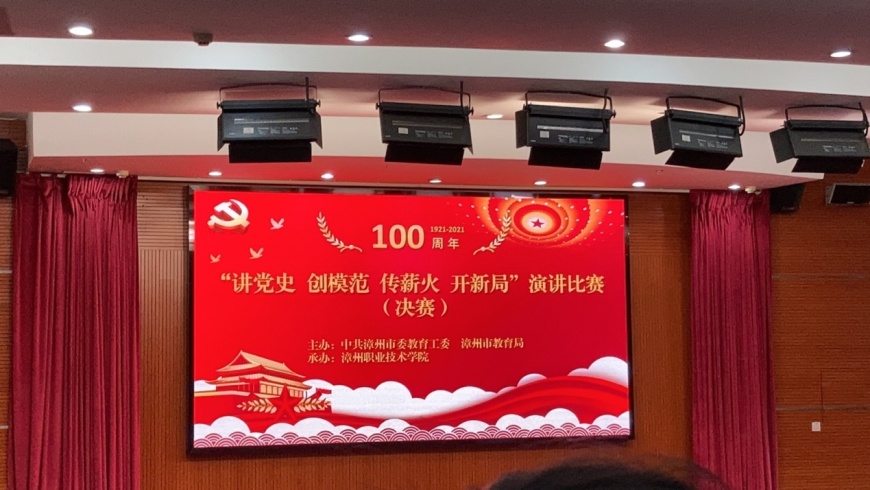 100
1921-2021
周年
“讲党史 创模范 传薪火 开新局”演讲比赛
（决赛）
主办：中共漳州市委教育工委 漳州市教育局
承办：漳州职业技术学院